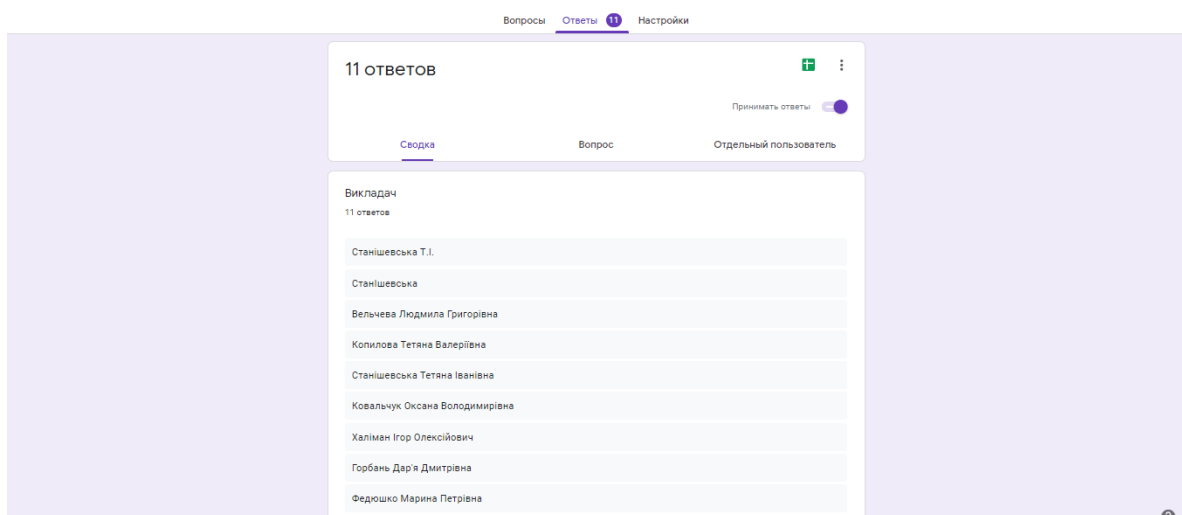 Вопросы Ответы 11 Настройки
11 ответов
Принимать ответы
Сводка Вопрос Отдельный пользователь
Викладач
11 ответов
Станішевська Т.І.
СтанІшевська
Вельчева Людмила Григорівна
Копилова Тетяна Валеріївна
Станішевська Тетяна Іванівна
Ковальчук Оксана Володимирівна
Халіман Ігор Олексійович
Горбань Дар'я Дмитрівна
Федюшко Марина Петрівна